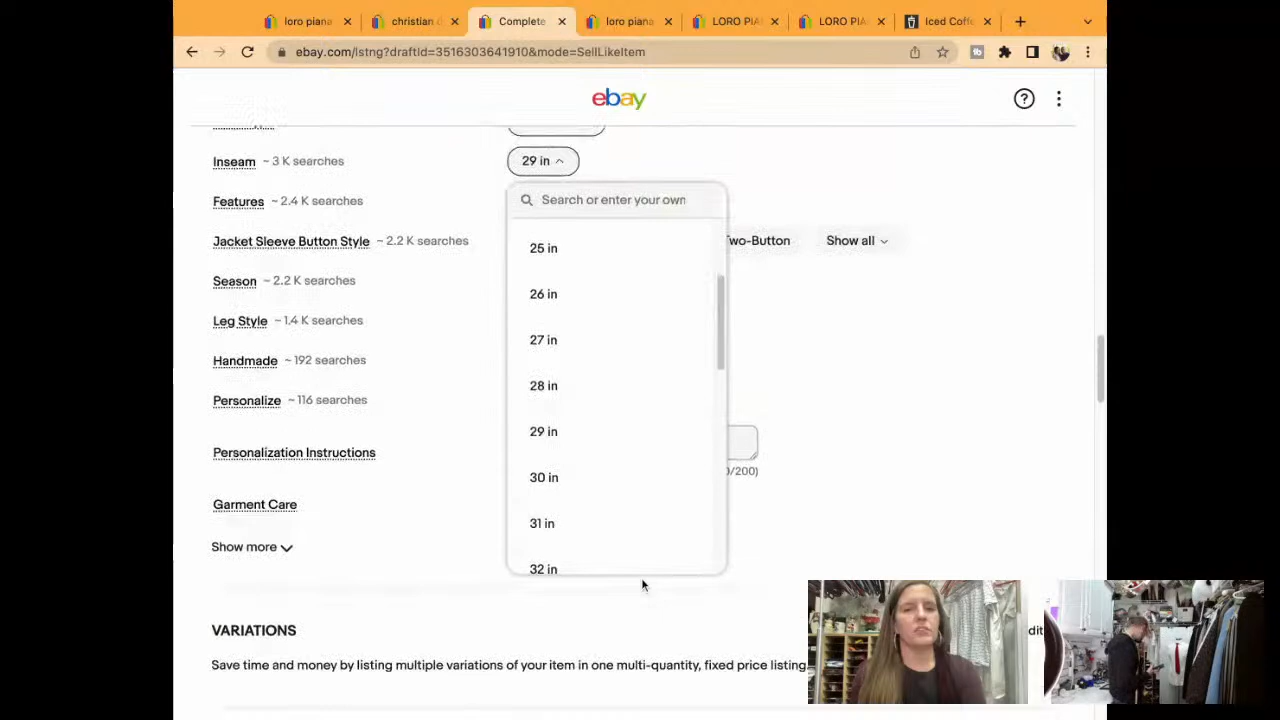 loro piana
christian d
Complete
loro piana
LORO PIA
LORO PIA
Iced Coff
ebay.com/lstng?draftId=3516303641910&mode=SellLikeItem
ebay
Inseam ~ 3 K searches
29 in
Features ~ 2.4 K searches
Search or enter your own
Jacket Sleeve Button Style ~ 2.2 K searches
25 in
Two-Button
Show all
Season ~ 2.2 K searches
26 in
Leg Style ~ 1.4 K searches
27 in
Handmade ~ 192 searches
28 in
Personalize ~ 116 searches
29 in
Personalization Instructions
0/200)
30 in
Garment Care
31 in
Show more
32 in
VARIATIONS
dit
Save time and money by listing multiple variations of your item in one multi-quantity, fixed price listing